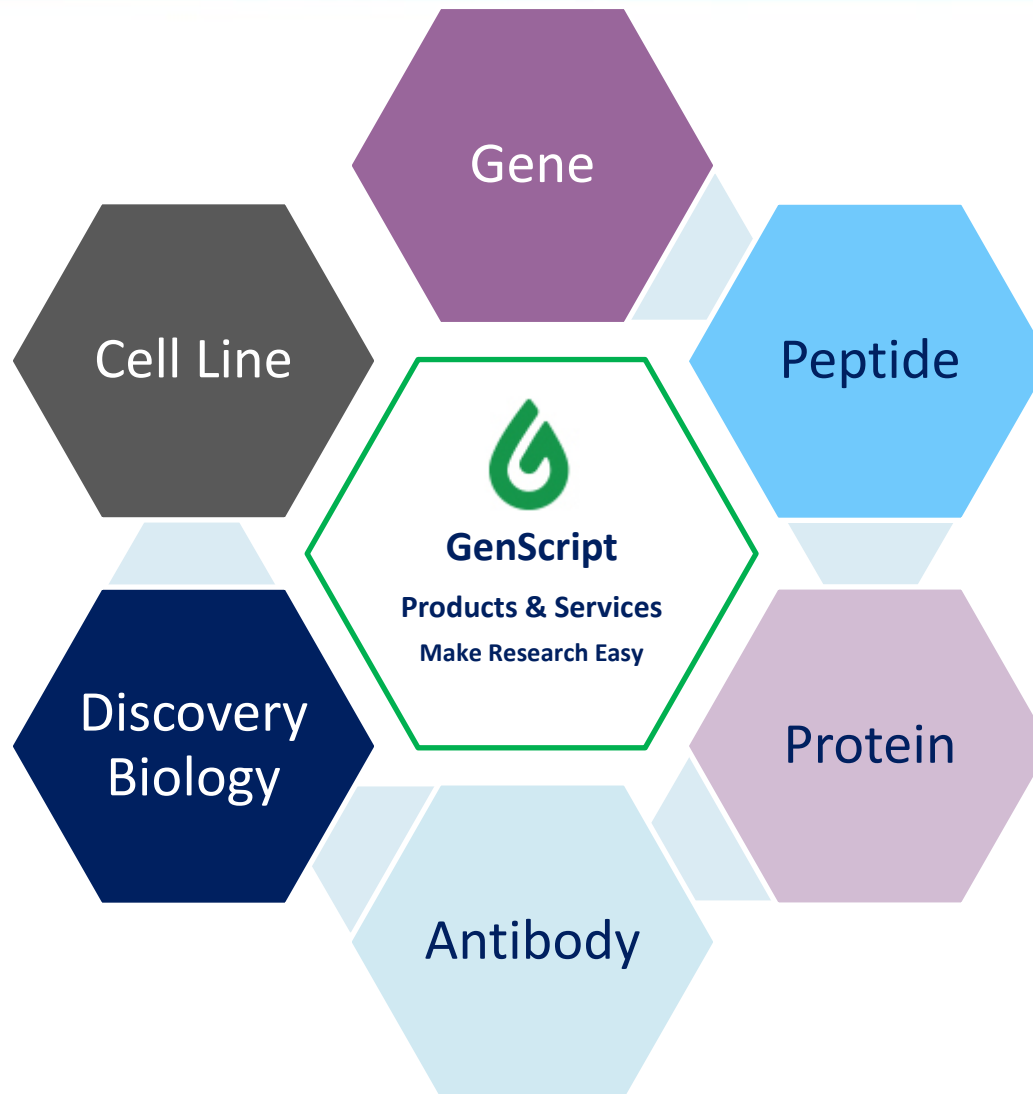 Gene
Peptide
Cell Line
GenScript
Products & Services
Make Research Easy
Discovery
Biology
Protein
Antibody